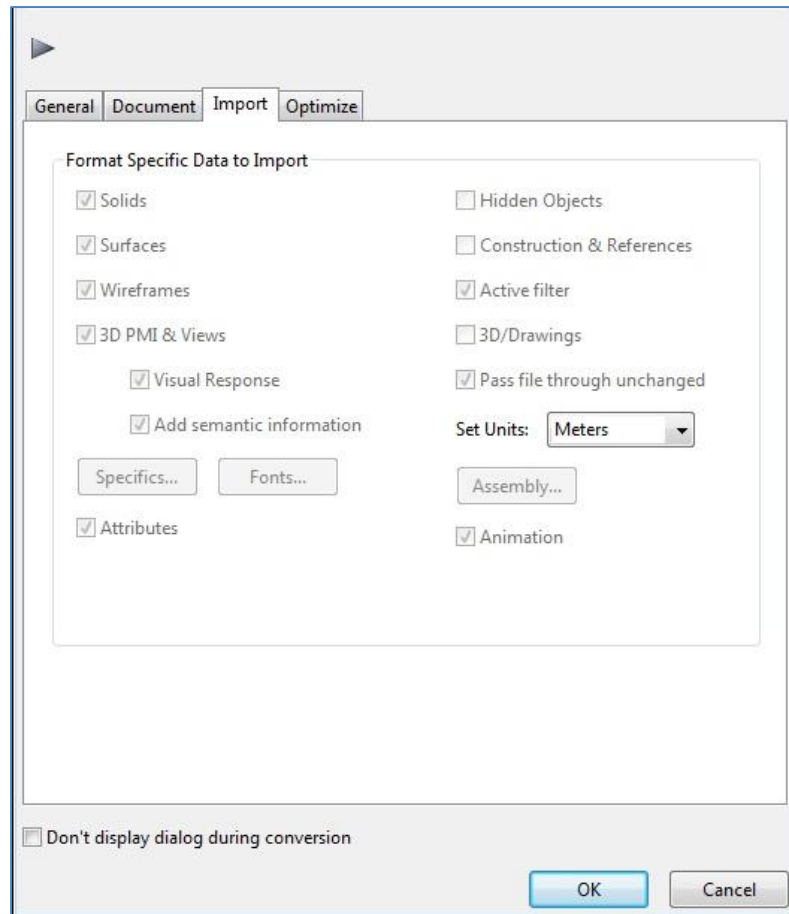 General Document Import Optimize
Format Specific Data to Import
Solids
Hidden Objects
Surfaces
Construction & References
Wireframes
Active filter
3D PMI & Views
3D/Drawings
Visual Response
Pass file through unchanged
Add semantic information
Set Units: Meters
Specifics... Fonts...
Assembly...
Attributes
Animation
Don't display dialog during conversion
OK Cancel